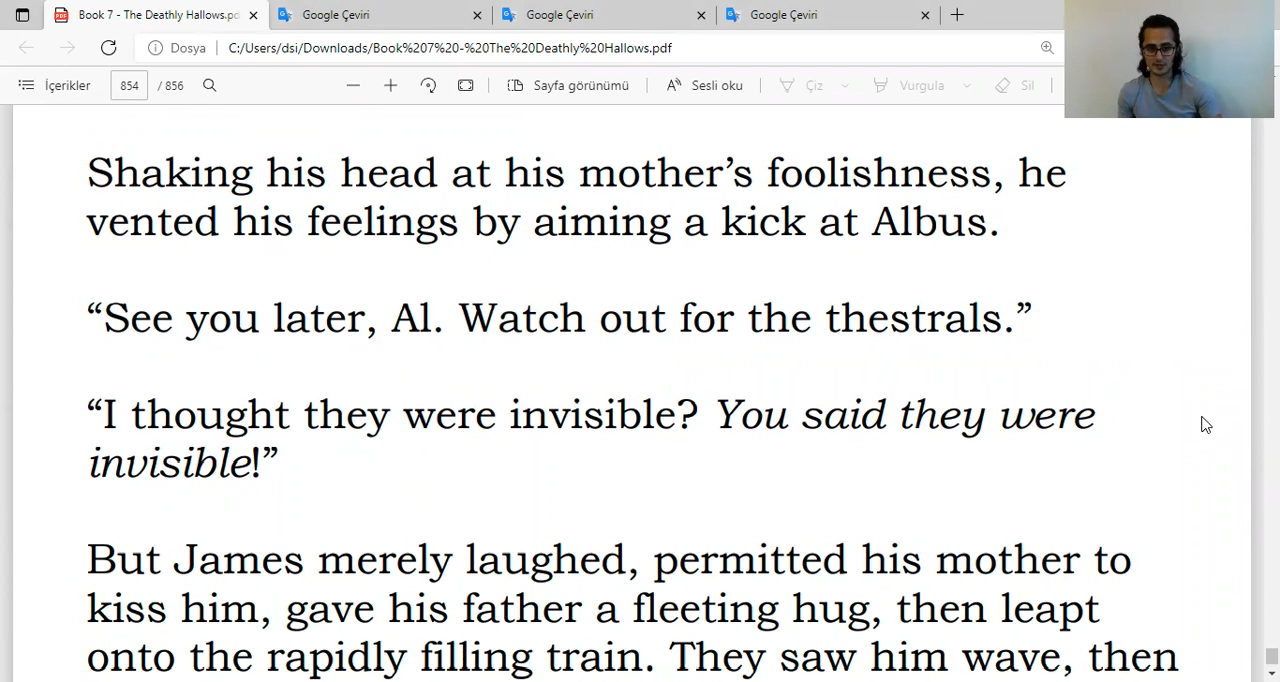 Book 7 - The Deathly Hallows.pd
Google Çeviri
Google Çeviri
Google Çeviri
Dosya
C:/Users/dsi/Downloads/Book%207%20-%20The%20Deathly%20Hallows.pdf
İçerikler
854 / 856
Sayfa görünümü
Sesli oku
Çiz
Vurgula
Sil
Shaking his head at his mother’s foolishness, he
vented his feelings by aiming a kick at Albus.
“See you later, Al. Watch out for the thestrals.”
“I thought they were invisible? You said they were
invisible!”
But James merely laughed, permitted his mother to
kiss him, gave his father a fleeting hug, then leapt
onto the rapidly filling train. They saw him wave, then